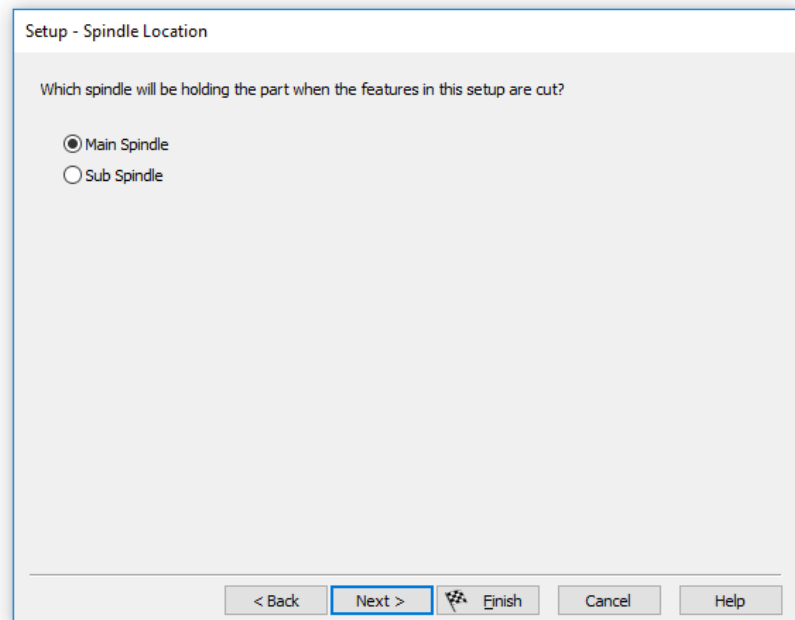 Setup - Spindle Location
Which spindle will be holding the part when the features in this setup are cut?
Main Spindle
Sub Spindle
< Back Next > Finish Cancel Help